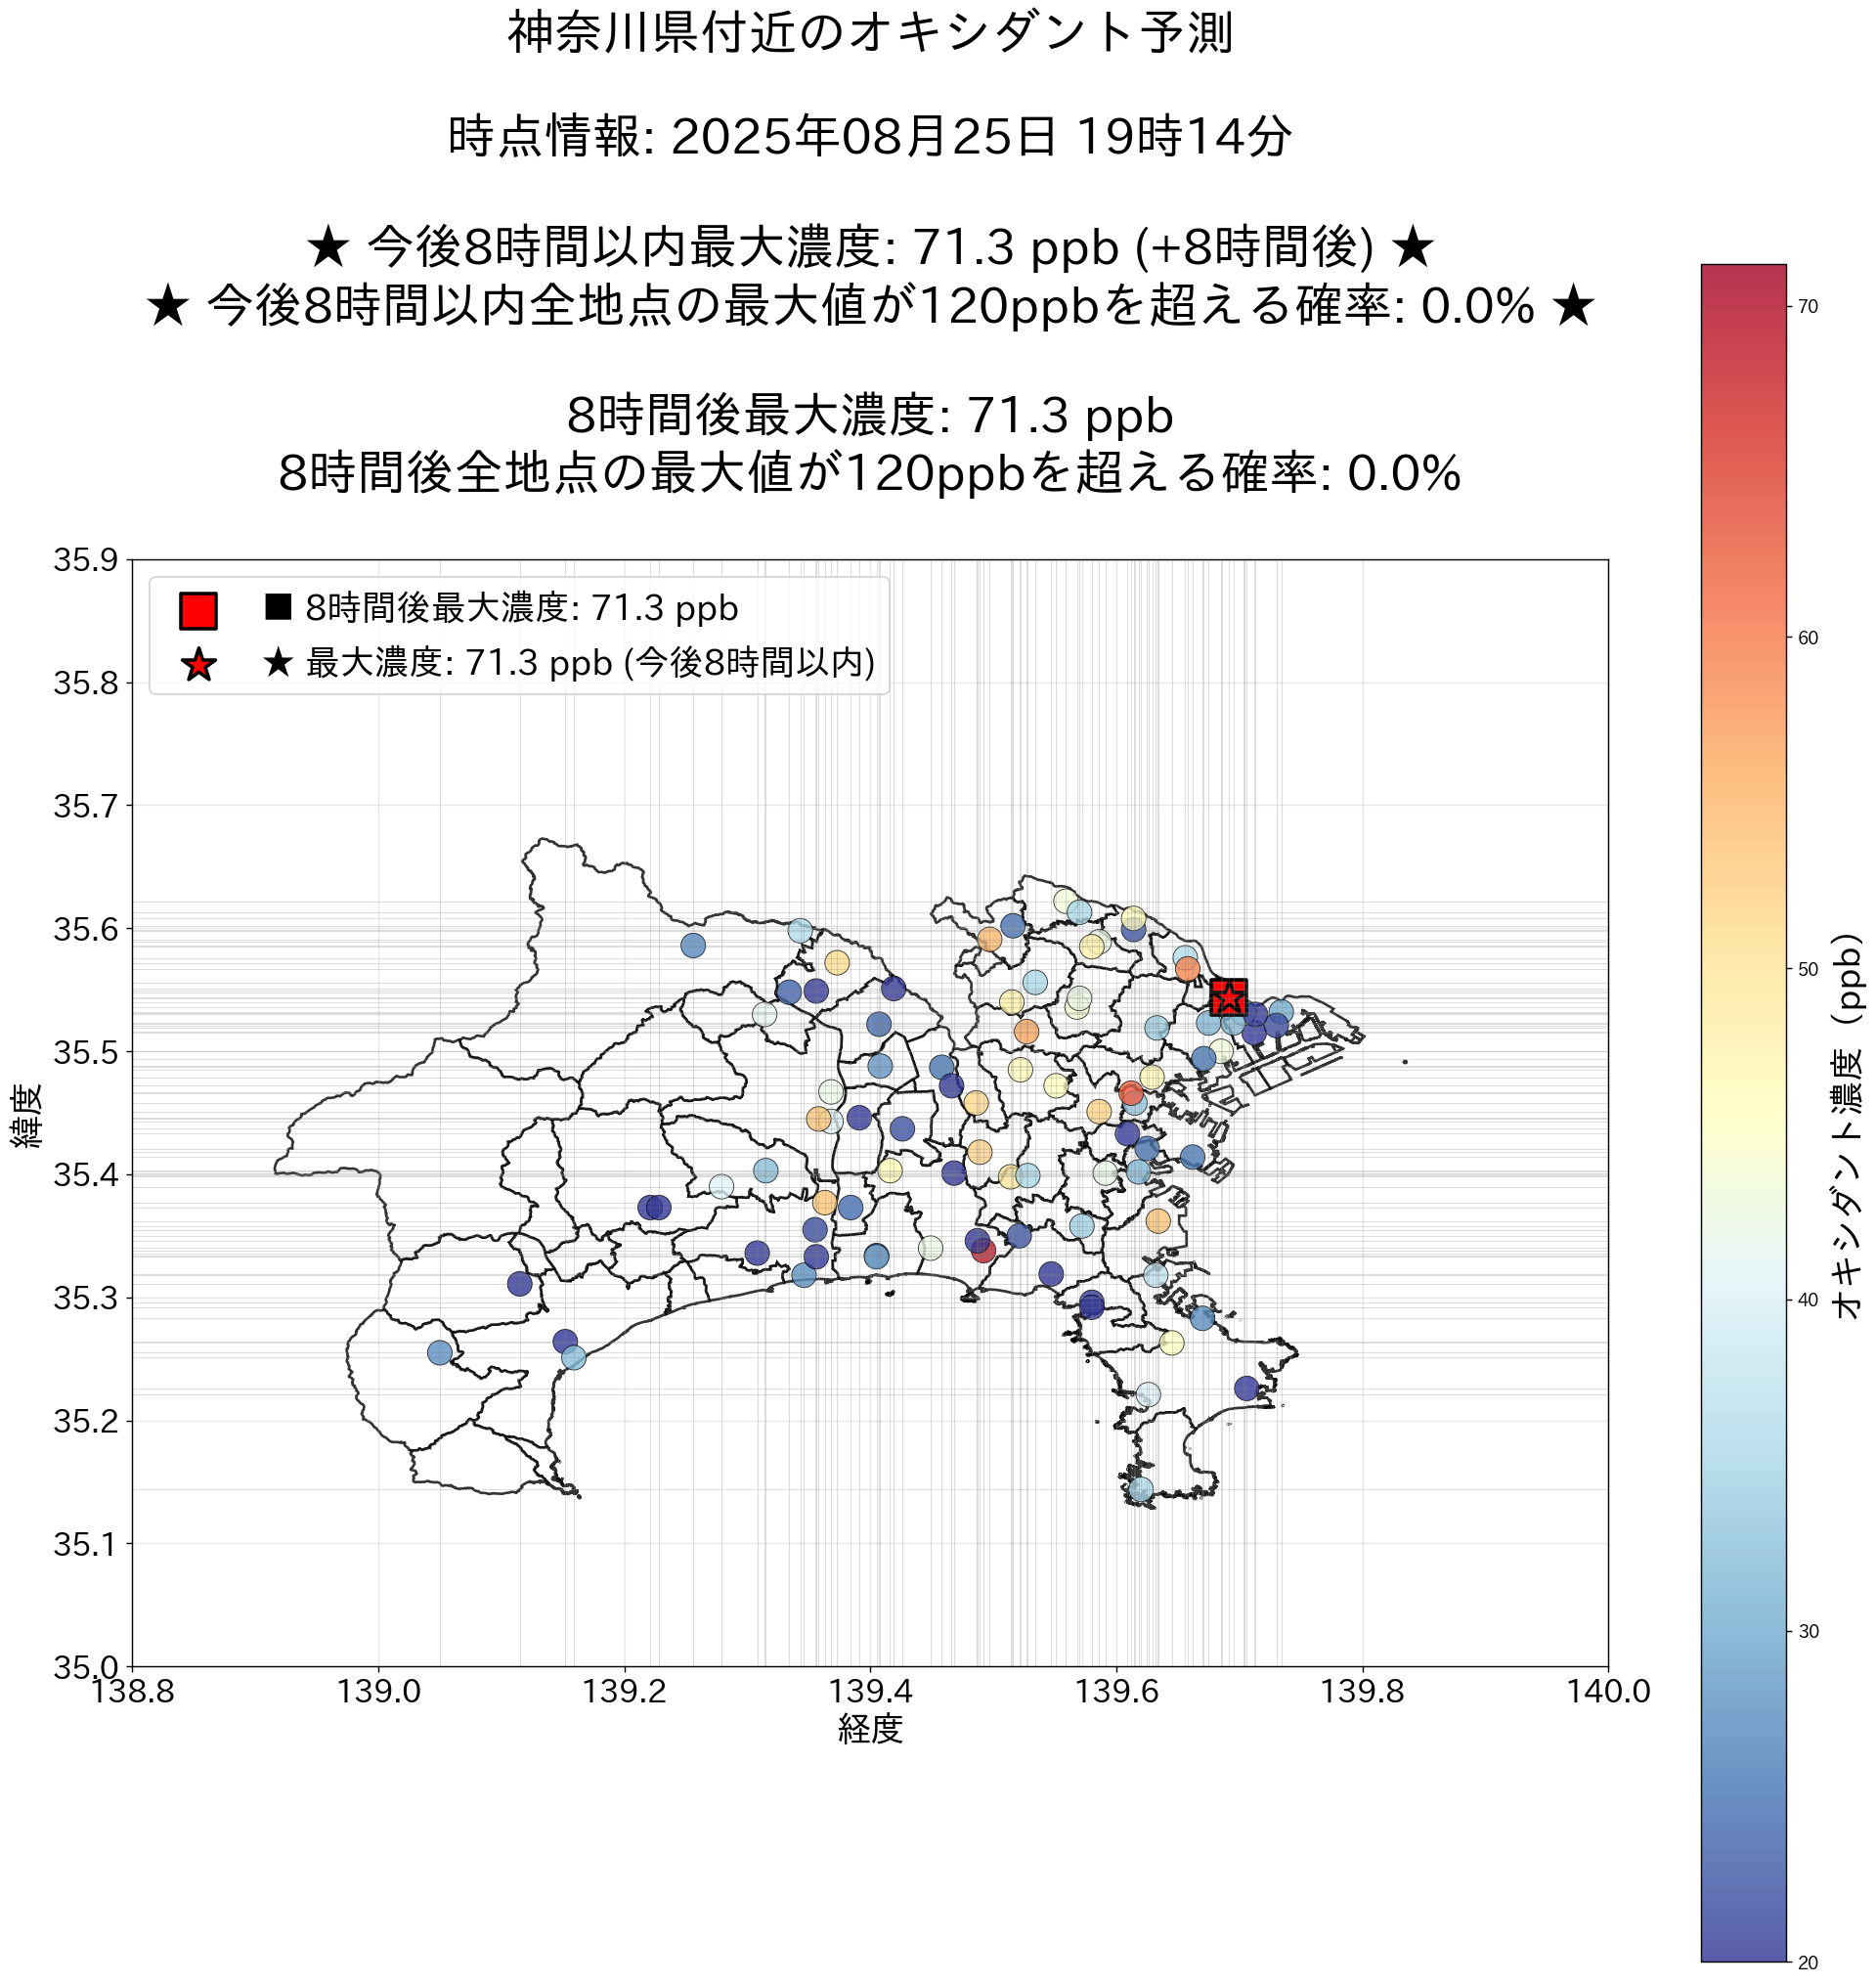 神奈川県付近のオキシダント予測
時点情報: 2025年08月25日 19時14分
★ 今後8時間以内最大濃度: 71.3 ppb (+8時間後) ★
★ 今後8時間以内全地点の最大値が120ppbを超える確率: 0.0% ★
8時間後最大濃度: 71.3 ppb
8時間後全地点の最大値が120ppbを超える確率: 0.0%
■ 8時間後最大濃度: 71.3 ppb
★ 最大濃度: 71.3 ppb (今後8時間以内)
35.9
35.8
35.7
35.6
35.5
35.4
35.3
35.2
35.1
35.0
緯度
138.8
139.0
139.2
139.4
139.6
139.8
140.0
経度
70
60
50
40
30
20
オキシダント濃度（ppb）